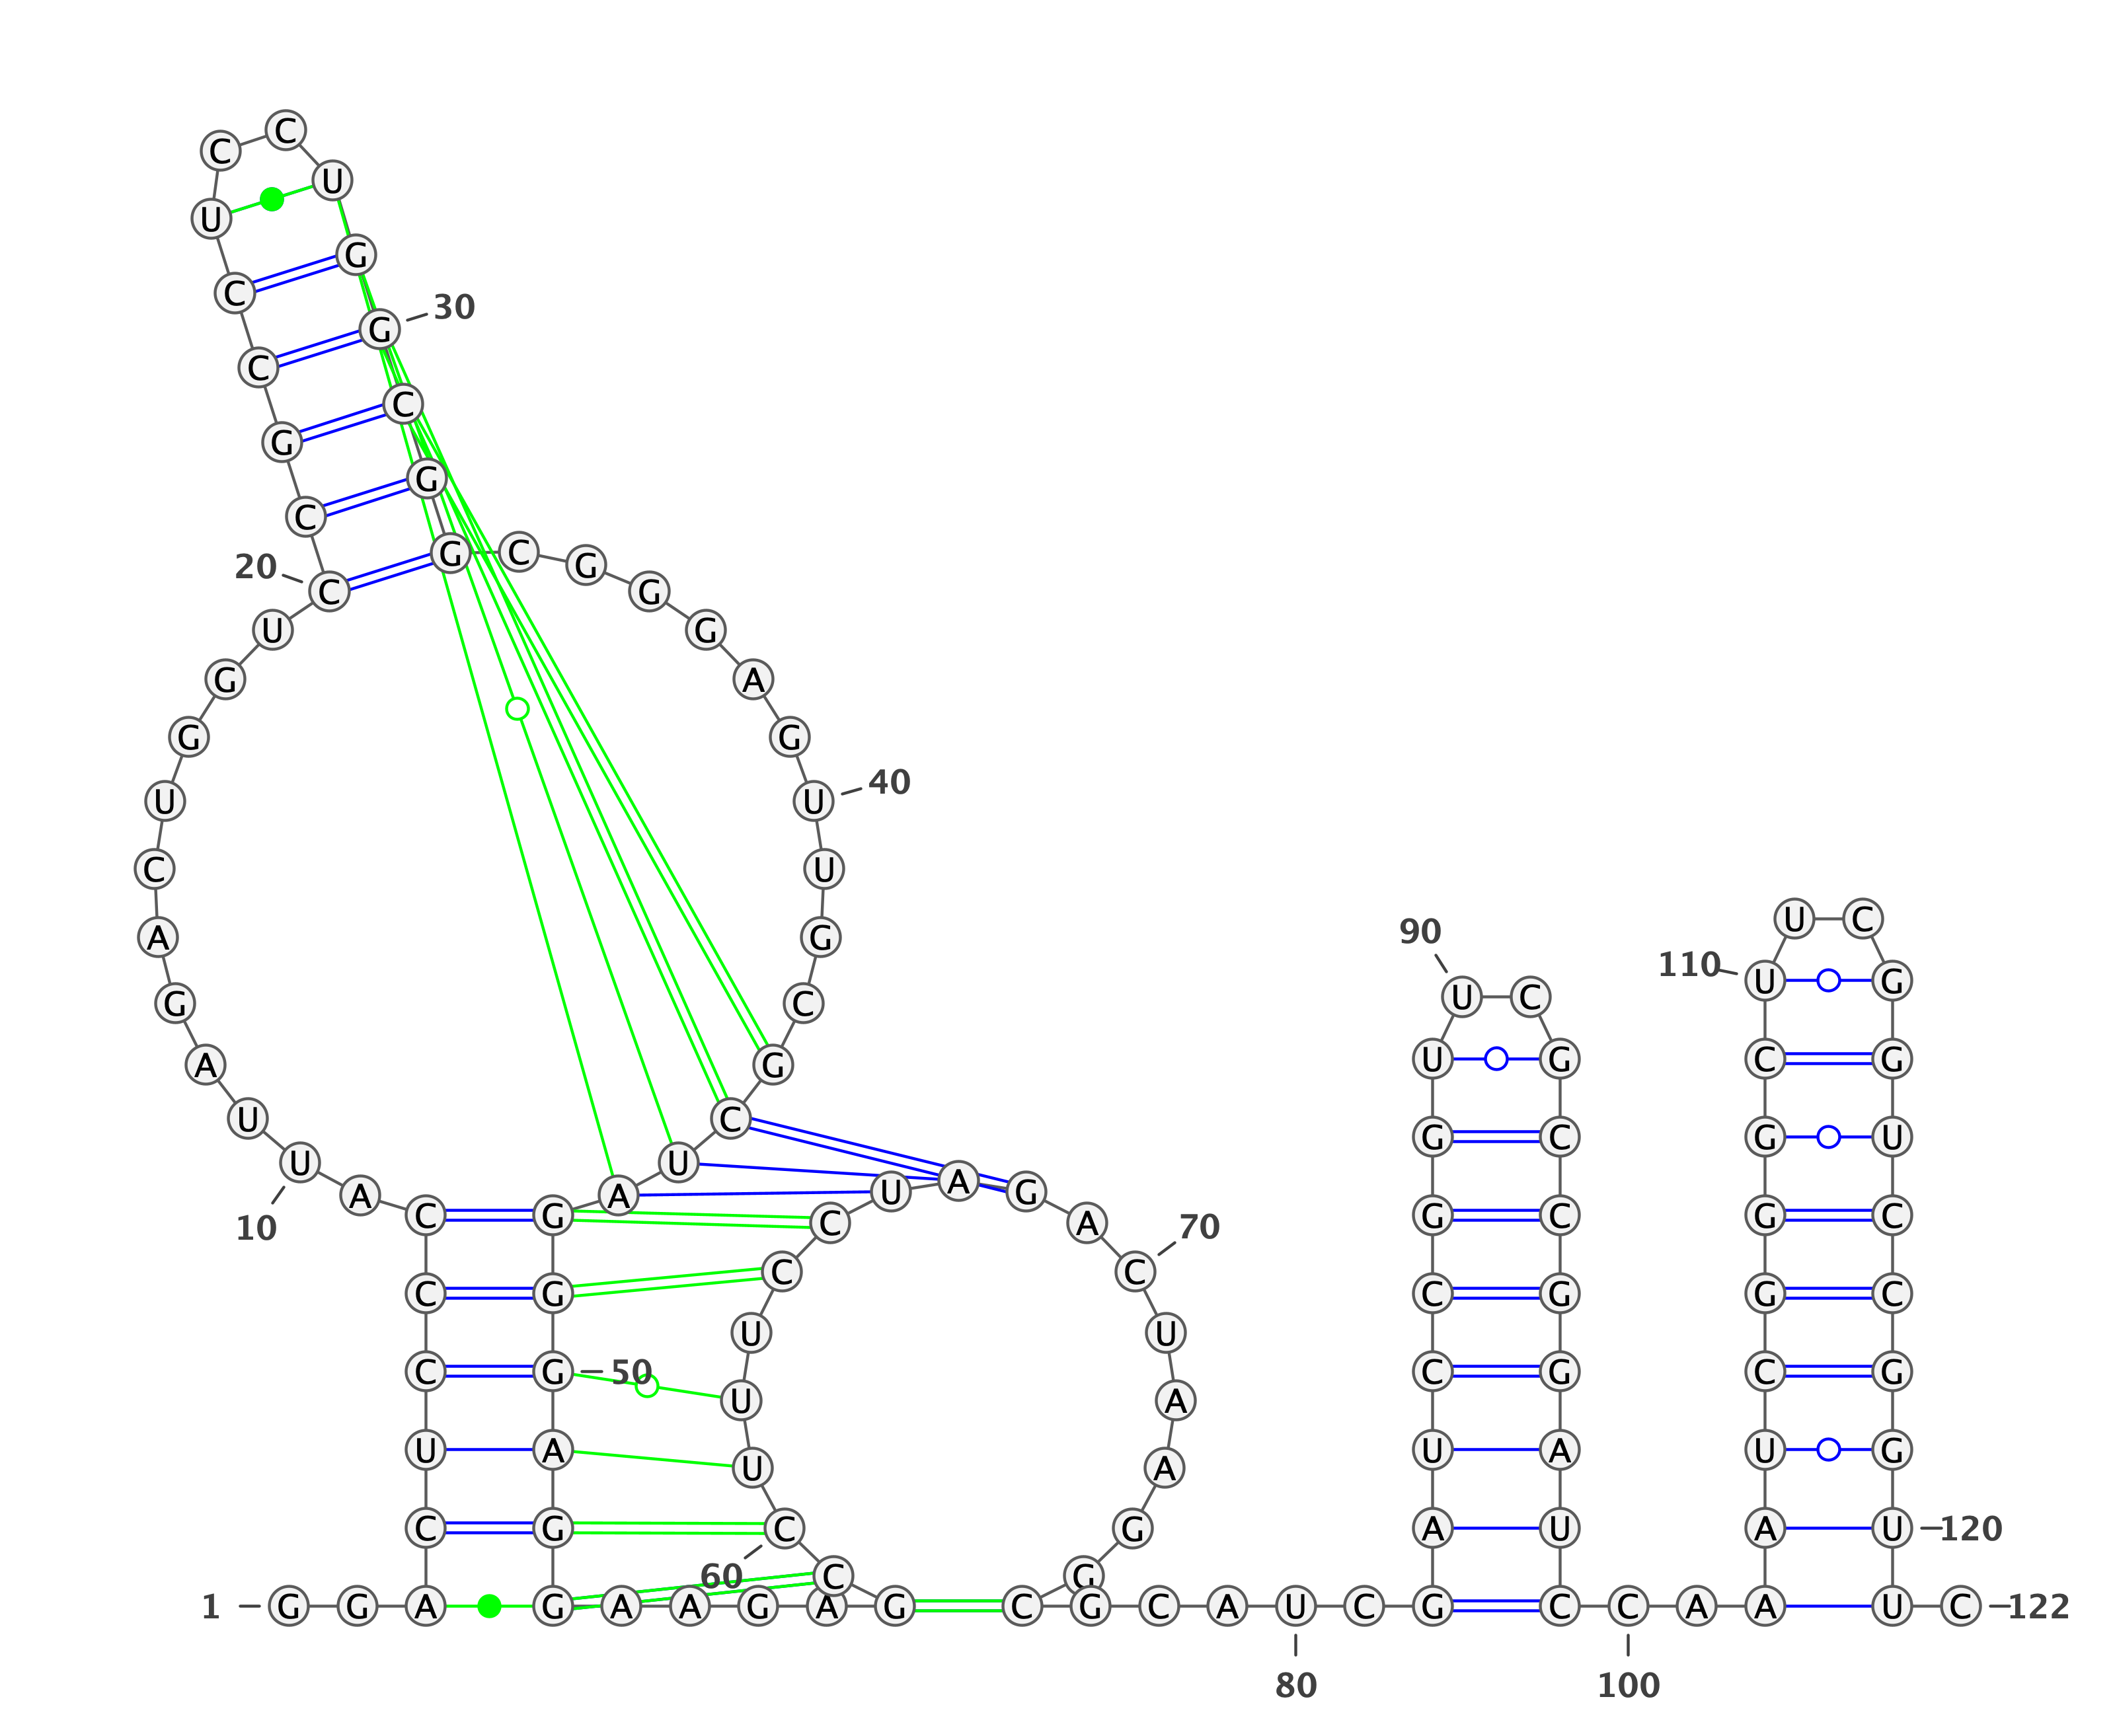 C
C U
U
G
C
G 30
C
C
G
G
C
G C
G
20 C G
U G
G A
G G
U U 40
C U
U C
90
A G
110 U G
U C
G C
A G U G C G
U C
G C G U
U U
A A U A G
C G C A 70
10
G C G C
C C
C G U U C G G C
C G 50 C G C G
U A
U A
U A U A U G
C G C G A U A U 120
60 C G
1 G G A G A A G A G C G C A U C G C C A A U C 122
80 100